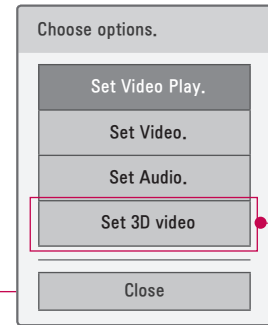 Choose options.
Set Video Play.
Set Video.
Set Audio.
Set 3D video
Close